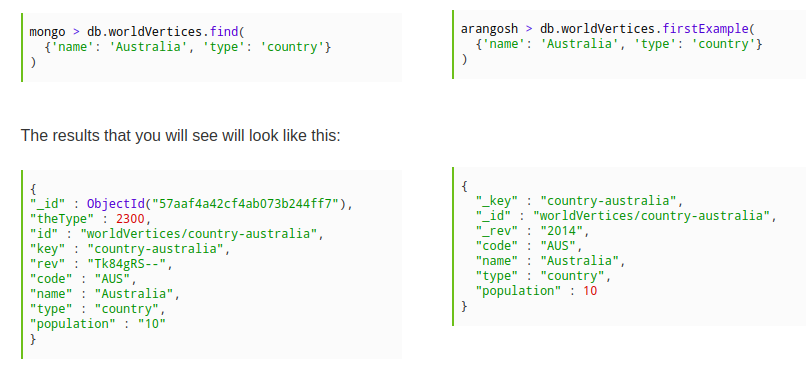 mongo > db.worldVertices.find(
  {'name': 'Australia', 'type': 'country'}
)
arangosh > db.worldVertices.firstExample(
  {'name': 'Australia', 'type': 'country'}
)
The results that you will see will look like this:
{
"_id" : ObjectId("57aaf4a42cf4ab073b244ff7"),
"theType" : 2300,
"id" : "worldVertices/country-australia",
"key" : "country-australia",
"rev" : "Tk84gRS--",
"code" : "AUS",
"name" : "Australia",
"type" : "country",
"population" : "10"
}
{
  "_key" : "country-australia",
  "_id" : "worldVertices/country-australia",
  "_rev" : "2014",
  "code" : "AUS",
  "name" : "Australia",
  "type" : "country",
  "population" : 10
}